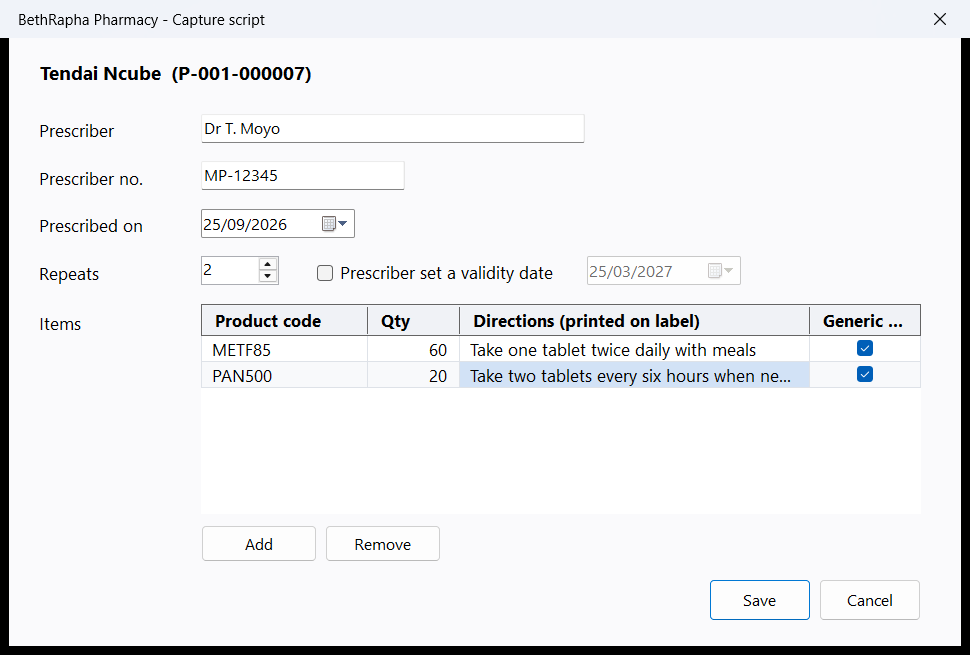 BethRapha Pharmacy - Capture script
Tendai Ncube (P-001-000007)
Prescriber Dr T. Moyo
Prescriber no. MP-12345
Prescribed on 25/09/2026
Repeats 2 Prescriber set a validity date 25/03/2027
Items Product code Qty Directions (printed on label) Generic ...
METF85 60 Take one tablet twice daily with meals
PAN500 20 Take two tablets every six hours when ne...
Add Remove
Save Cancel